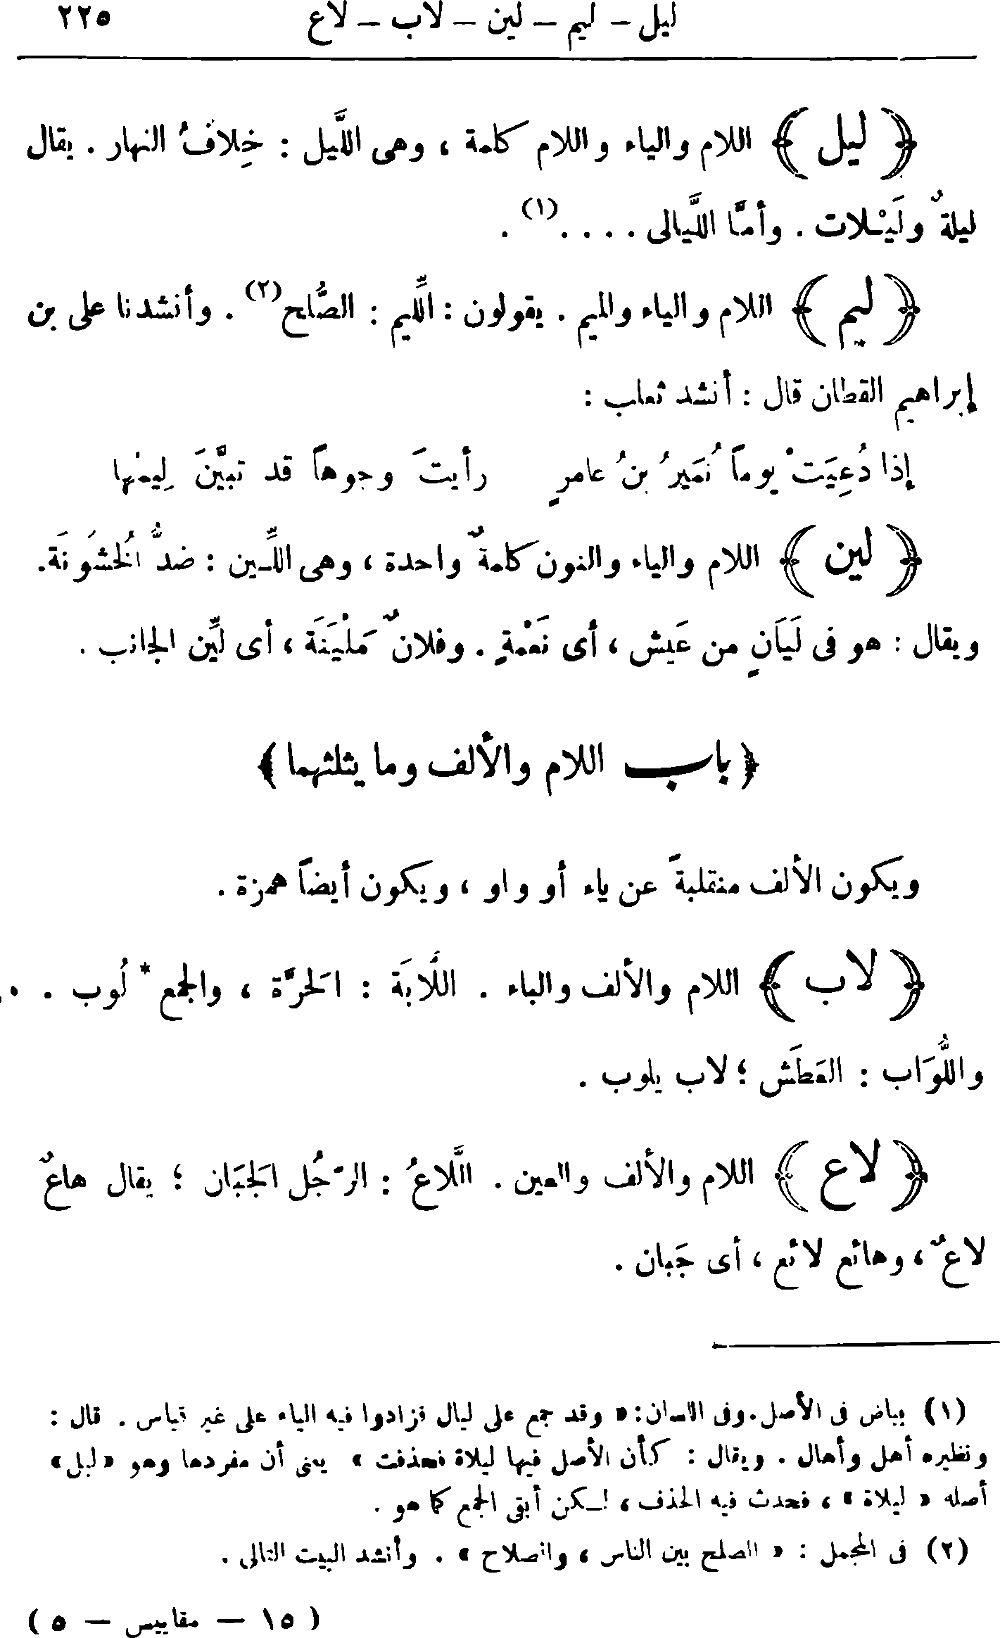 ليل – ليم – لين – لاب – لاع ٢٢٥
﴿ ليل ﴾ اللام والياء واللام كلمة ، وهى اللَّيل : خِلافُ النهار . يقال
ليلةٌ ولَيْلات . وأمَّا اللَّيالى . . . .(١) .
﴿ ليم ﴾ اللام والياء والميم . يقولون : اللِّيم : الصُّلح(٢) . وأنشدنا على بن
إبراهيم القطان قال : أنشد ثعلب :
إذا دُعِيَتْ يوماً نُمَيرُ بنُ عامرٍ رأيتَ وجوهاً قد تبيَّنَ لِيمُها
﴿ لين ﴾ اللام والياء والنون كلمةٌ واحدة ، وهى اللِّـين : ضدُّ الخُشونَة.
ويقال : هو فى لَيَانٍ من عَيش ، أى نَعْمةٍ . وفلانٌ مَلْيَنَة ، أى ليِّن الجانب .
﴿ باب اللام والألف وما يثلثهما ﴾
ويكون الألف منقلبةً عن ياء أو واو ، ويكون أيضاً همزة .
﴿ لاب ﴾ اللام والألف والباء . اللَّابَة : الحَرَّة ، والجمع * لُوب .
واللُّوَاب : العَطَش ؛ لاب يلوب .
﴿ لاع ﴾ اللام والألف والعين . اللَّلاعُ : الرّجُل الجَبَان ؛ يقال هاعٌ
لاعٌ ، وهائع لائع ، أى جَبان .
(١) بياض فى الأصل. وفى اللسان: « وقد جمع على ليال فزادوا فيه الياء على غير قياس . قال :
ونظيره أهل وأهال . ويقال : كأن الأصل فيها ليلاة فحذفت » يعنى أن مفردها وهو « ليل »
أصله « ليلاة » ، فحدث فيه الحذف ، لـكن أبقى الجمع كما هو .
(٢) فى المجمل : « الصلح بين الناس ، والصلاح » . وأنشد البيت التالى .
( ١٥ – مقاييس – ٥ )